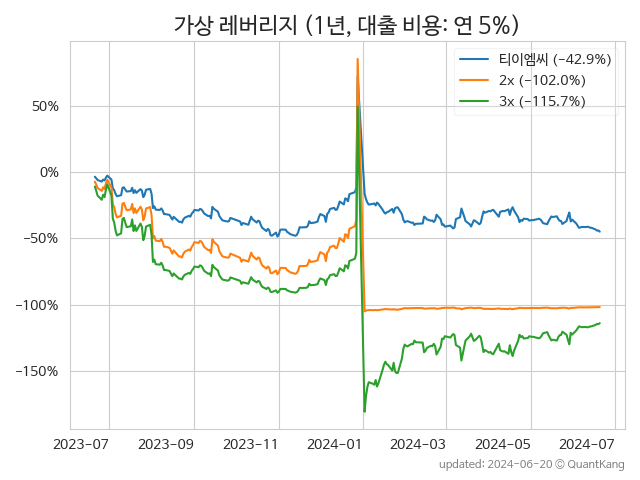 가상 레버리지 (1년, 대출 비용: 연 5%)
티이엠씨 (-42.9%)
2x (-102.0%)
3x (-115.7%)
50%
0%
-50%
-100%
-150%
2023-07 2023-09 2023-11 2024-01 2024-03 2024-05 2024-07
updated: 2024-06-20 © QuantKang